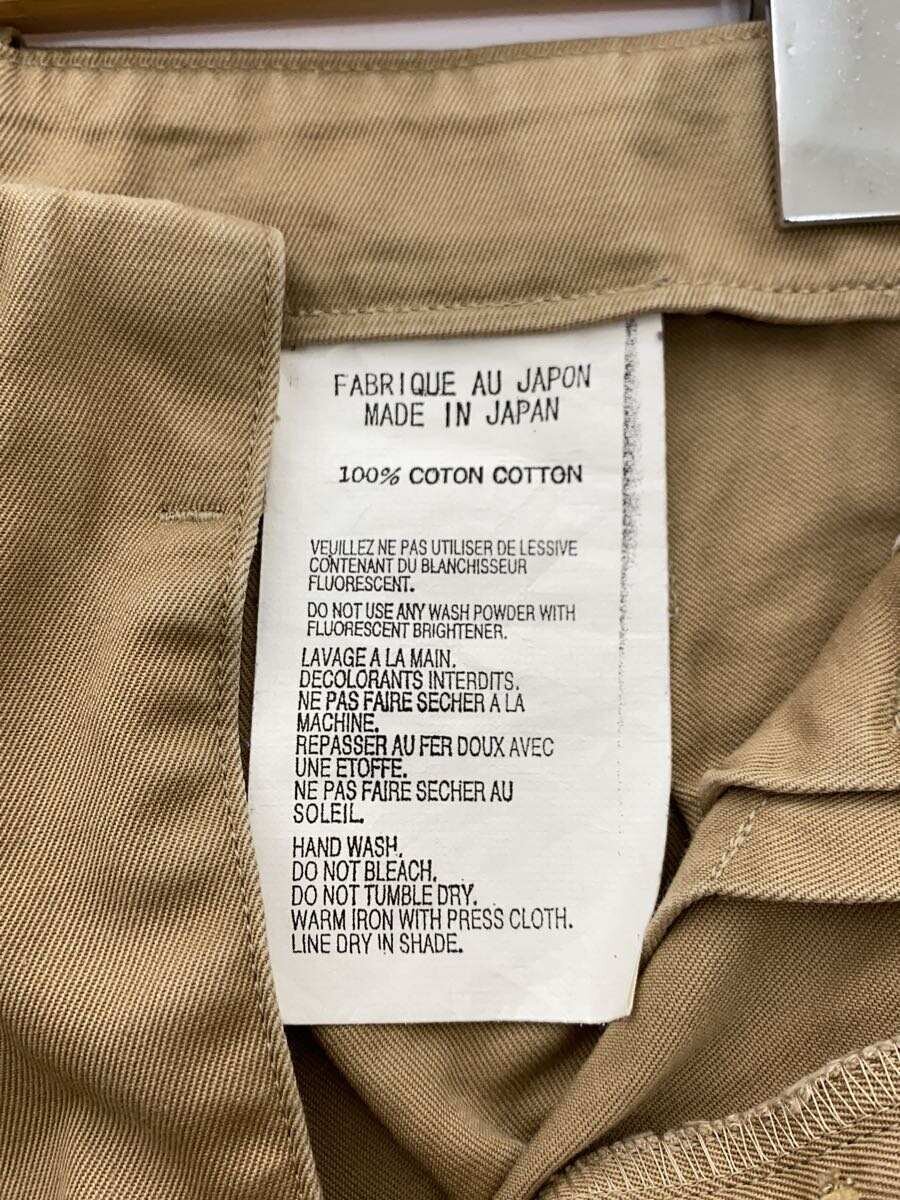 FABRIQUE AU JAPON
MADE IN JAPAN
100% COTON COTTON
VEUILLEZ NE PAS UTILISER DE LESSIVE
CONTENANT DU BLANCHISSEUR
FLUORESCENT.
DO NOT USE ANY WASH POWDER WITH
FLUORESCENT BRIGHTENER.
LAVAGE A LA MAIN.
DECOLORANTS INTERDITS.
NE PAS FAIRE SECHER A LA
MACHINE.
REPASSER AU FER DOUX AVEC
UNE ETOFFE.
NE PAS FAIRE SECHER AU
SOLEIL.
HAND WASH.
DO NOT BLEACH.
DO NOT TUMBLE DRY.
WARM IRON WITH PRESS CLOTH.
LINE DRY IN SHADE.